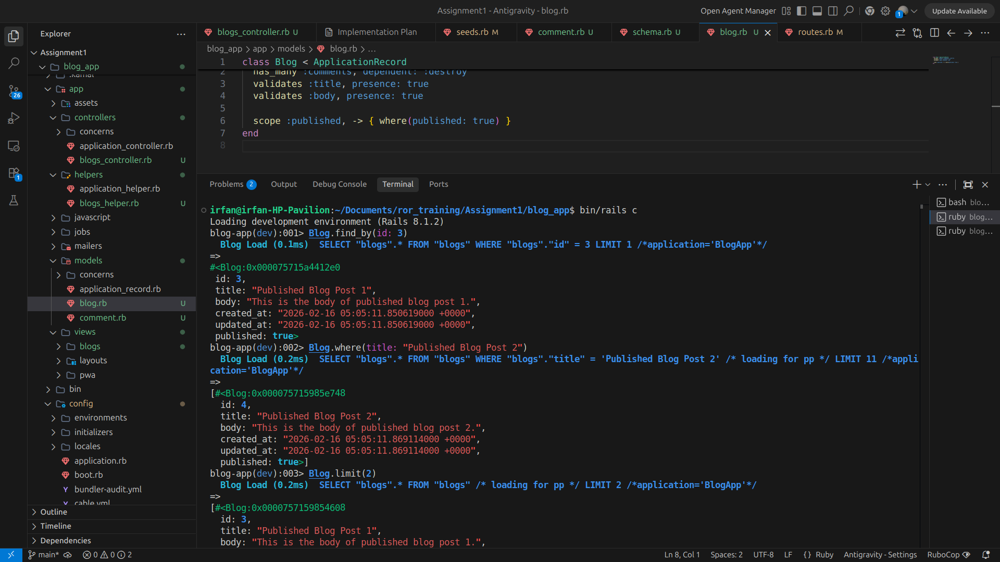 Assignment1 - Antigravity - blog.rb
Open Agent Manager
1
Update Available
Explorer
Assignment1
blog_app
.kamal
app
assets
controllers
concerns
application_controller.rb
blogs_controller.rb U
helpers
application_helper.rb
blogs_helper.rb U
javascript
jobs
mailers
models
concerns
application_record.rb
blog.rb U
comment.rb U
views
blogs
layouts
pwa
bin
config
environments
initializers
locales
application.rb
boot.rb
bundler-audit.yml
cable.yml
Outline
Timeline
Dependencies
26
1
blogs_controller.rb U
Implementation Plan
seeds.rb M
comment.rb U
schema.rb U
blog.rb U
routes.rb M
blog_app > app > models > blog.rb > ...
1 class Blog < ApplicationRecord
2 has_many :comments, dependent: :destroy
3 validates :title, presence: true
4 validates :body, presence: true
5
6 scope :published, -> { where(published: true) }
7 end
8
Problems 2 Output Debug Console Terminal Ports
irfan@irfan-HP-Pavilion:~/Documents/ror_training/Assignment1/blog_app$ bin/rails c
Loading development environment (Rails 8.1.2)
blog-app(dev):001> Blog.find_by(id: 3)
Blog Load (0.1ms) SELECT "blogs".* FROM "blogs" WHERE "blogs"."id" = 3 LIMIT 1 /*application='BlogApp'*/
=>
#<Blog:0x000075715a4412e0
id: 3,
title: "Published Blog Post 1",
body: "This is the body of published blog post 1.",
created_at: "2026-02-16 05:05:11.850619000 +0000",
updated_at: "2026-02-16 05:05:11.850619000 +0000",
published: true>
blog-app(dev):002> Blog.where(title: "Published Blog Post 2")
Blog Load (0.2ms) SELECT "blogs".* FROM "blogs" WHERE "blogs"."title" = 'Published Blog Post 2' /* loading for pp */ LIMIT 11 /*appli
cation='BlogApp'*/
=>
[#<Blog:0x000075715985e748
id: 4,
title: "Published Blog Post 2",
body: "This is the body of published blog post 2.",
created_at: "2026-02-16 05:05:11.869114000 +0000",
updated_at: "2026-02-16 05:05:11.869114000 +0000",
published: true>]
blog-app(dev):003> Blog.limit(2)
Blog Load (0.2ms) SELECT "blogs".* FROM "blogs" /* loading for pp */ LIMIT 2 /*application='BlogApp'*/
=>
[#<Blog:0x0000757159854608
id: 3,
title: "Published Blog Post 1",
body: "This is the body of published blog post 1.",
bash blo...
ruby blog...
ruby blog...
main* 0 0 2
Ln 8, Col 1 Spaces: 2 UTF-8 LF {} Ruby Antigravity - Settings RuboCop